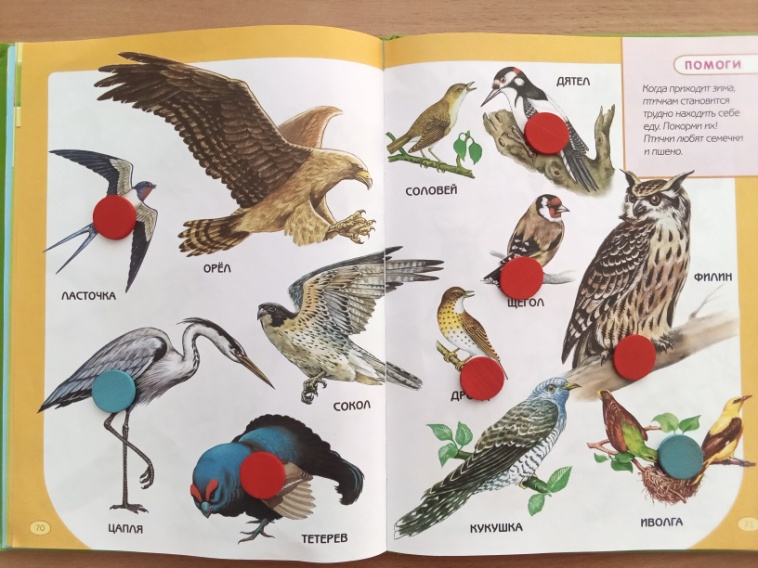 ОРЁЛ
ЛАСТОЧКА
СОКОЛ
ЦАПЛЯ
ТЕТЕРЕВ
70
ПОМОГИ
Когда приходит зима,
птичкам становится
трудно находить себе
еду. Покорми их!
Птички любят семечки
и пшено.
ДЯТЕЛ
СОЛОВЕЙ
ЩЕГОЛ
ФИЛИН
КУКУШКА
ИВОЛГА
71